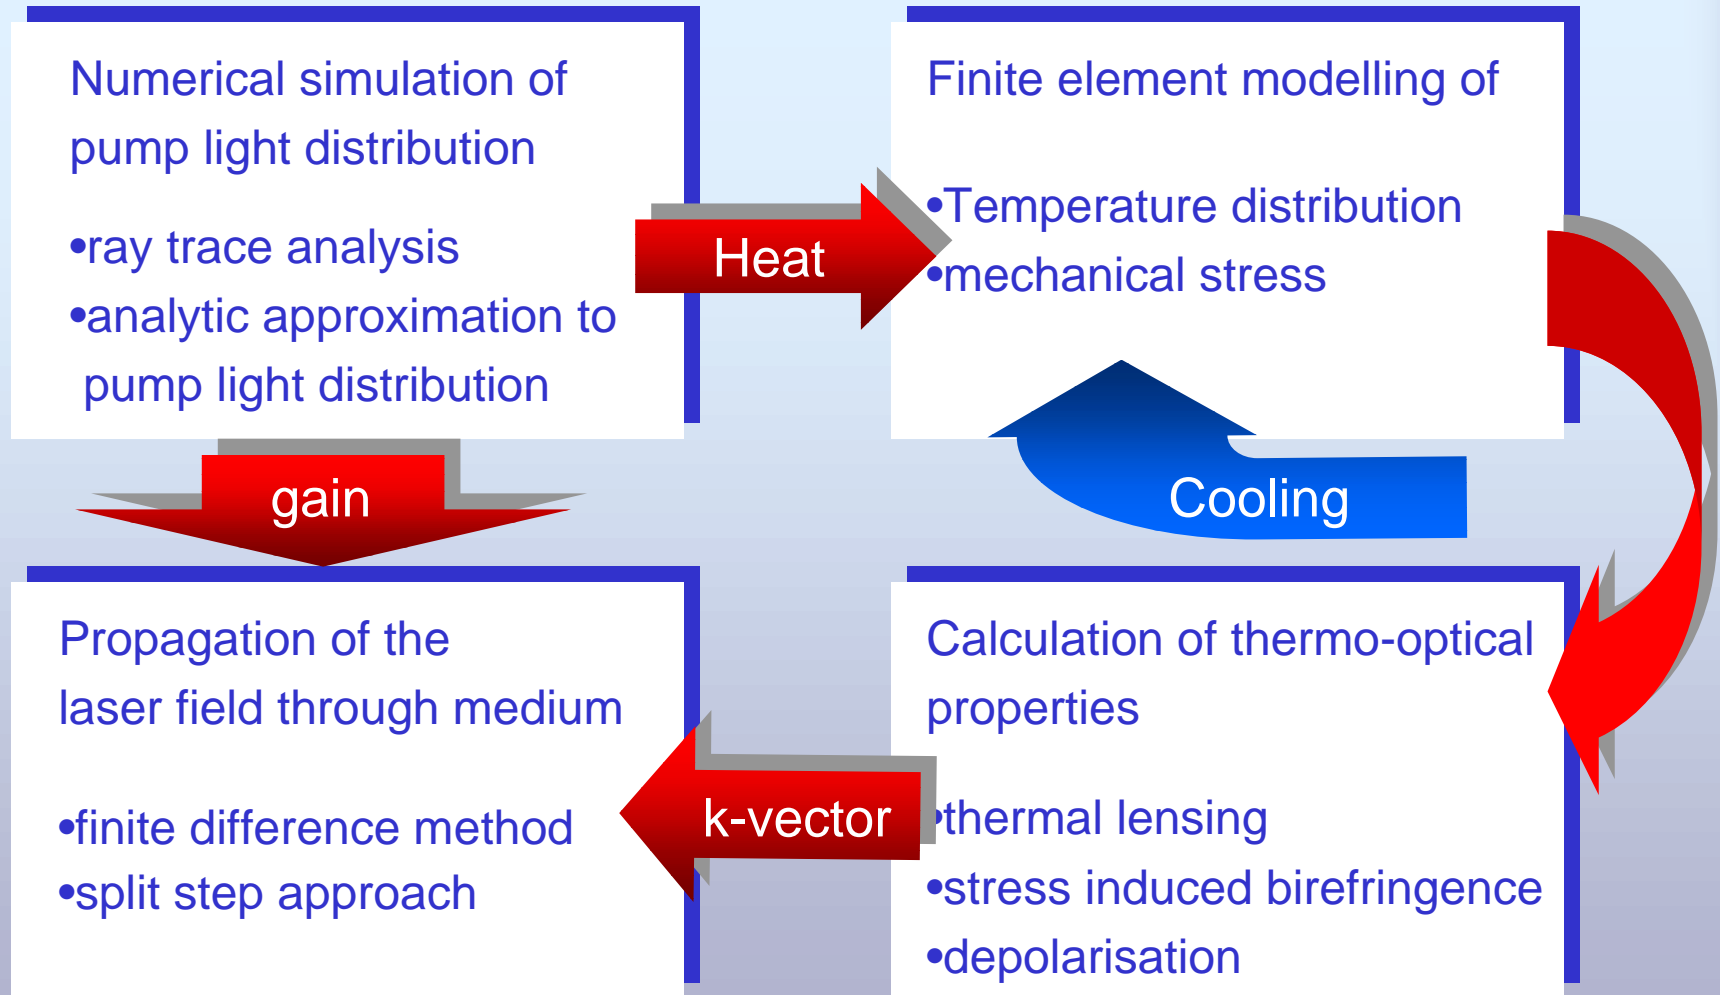 Numerical simulation of
pump light distribution
•ray trace analysis
•analytic approximation to
pump light distribution
Heat
Finite element modelling of
•Temperature distribution
•mechanical stress
gain
Cooling
Propagation of the
laser field through medium
•finite difference method
•split step approach
k-vector
Calculation of thermo-optical
properties
•thermal lensing
•stress induced birefringence
•depolarisation